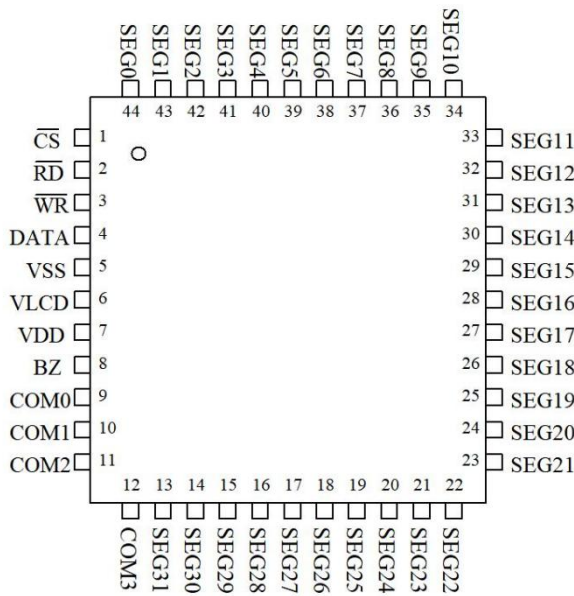 SEG0 SEG1 SEG2 SEG3 SEG4 SEG5 SEG6 SEG7 SEG8 SEG9 SEG10
44 43 42 41 40 39 38 37 36 35 34
C̅S̅ 1 33 SEG11
R̅D̅ 2 32 SEG12
W̅R̅ 3 31 SEG13
DATA 4 30 SEG14
VSS 5 29 SEG15
VLCD 6 28 SEG16
VDD 7 27 SEG17
BZ 8 26 SEG18
COM0 9 25 SEG19
COM1 10 24 SEG20
COM2 11 23 SEG21
12 13 14 15 16 17 18 19 20 21 22
COM3 SEG31 SEG30 SEG29 SEG28 SEG27 SEG26 SEG25 SEG24 SEG23 SEG22